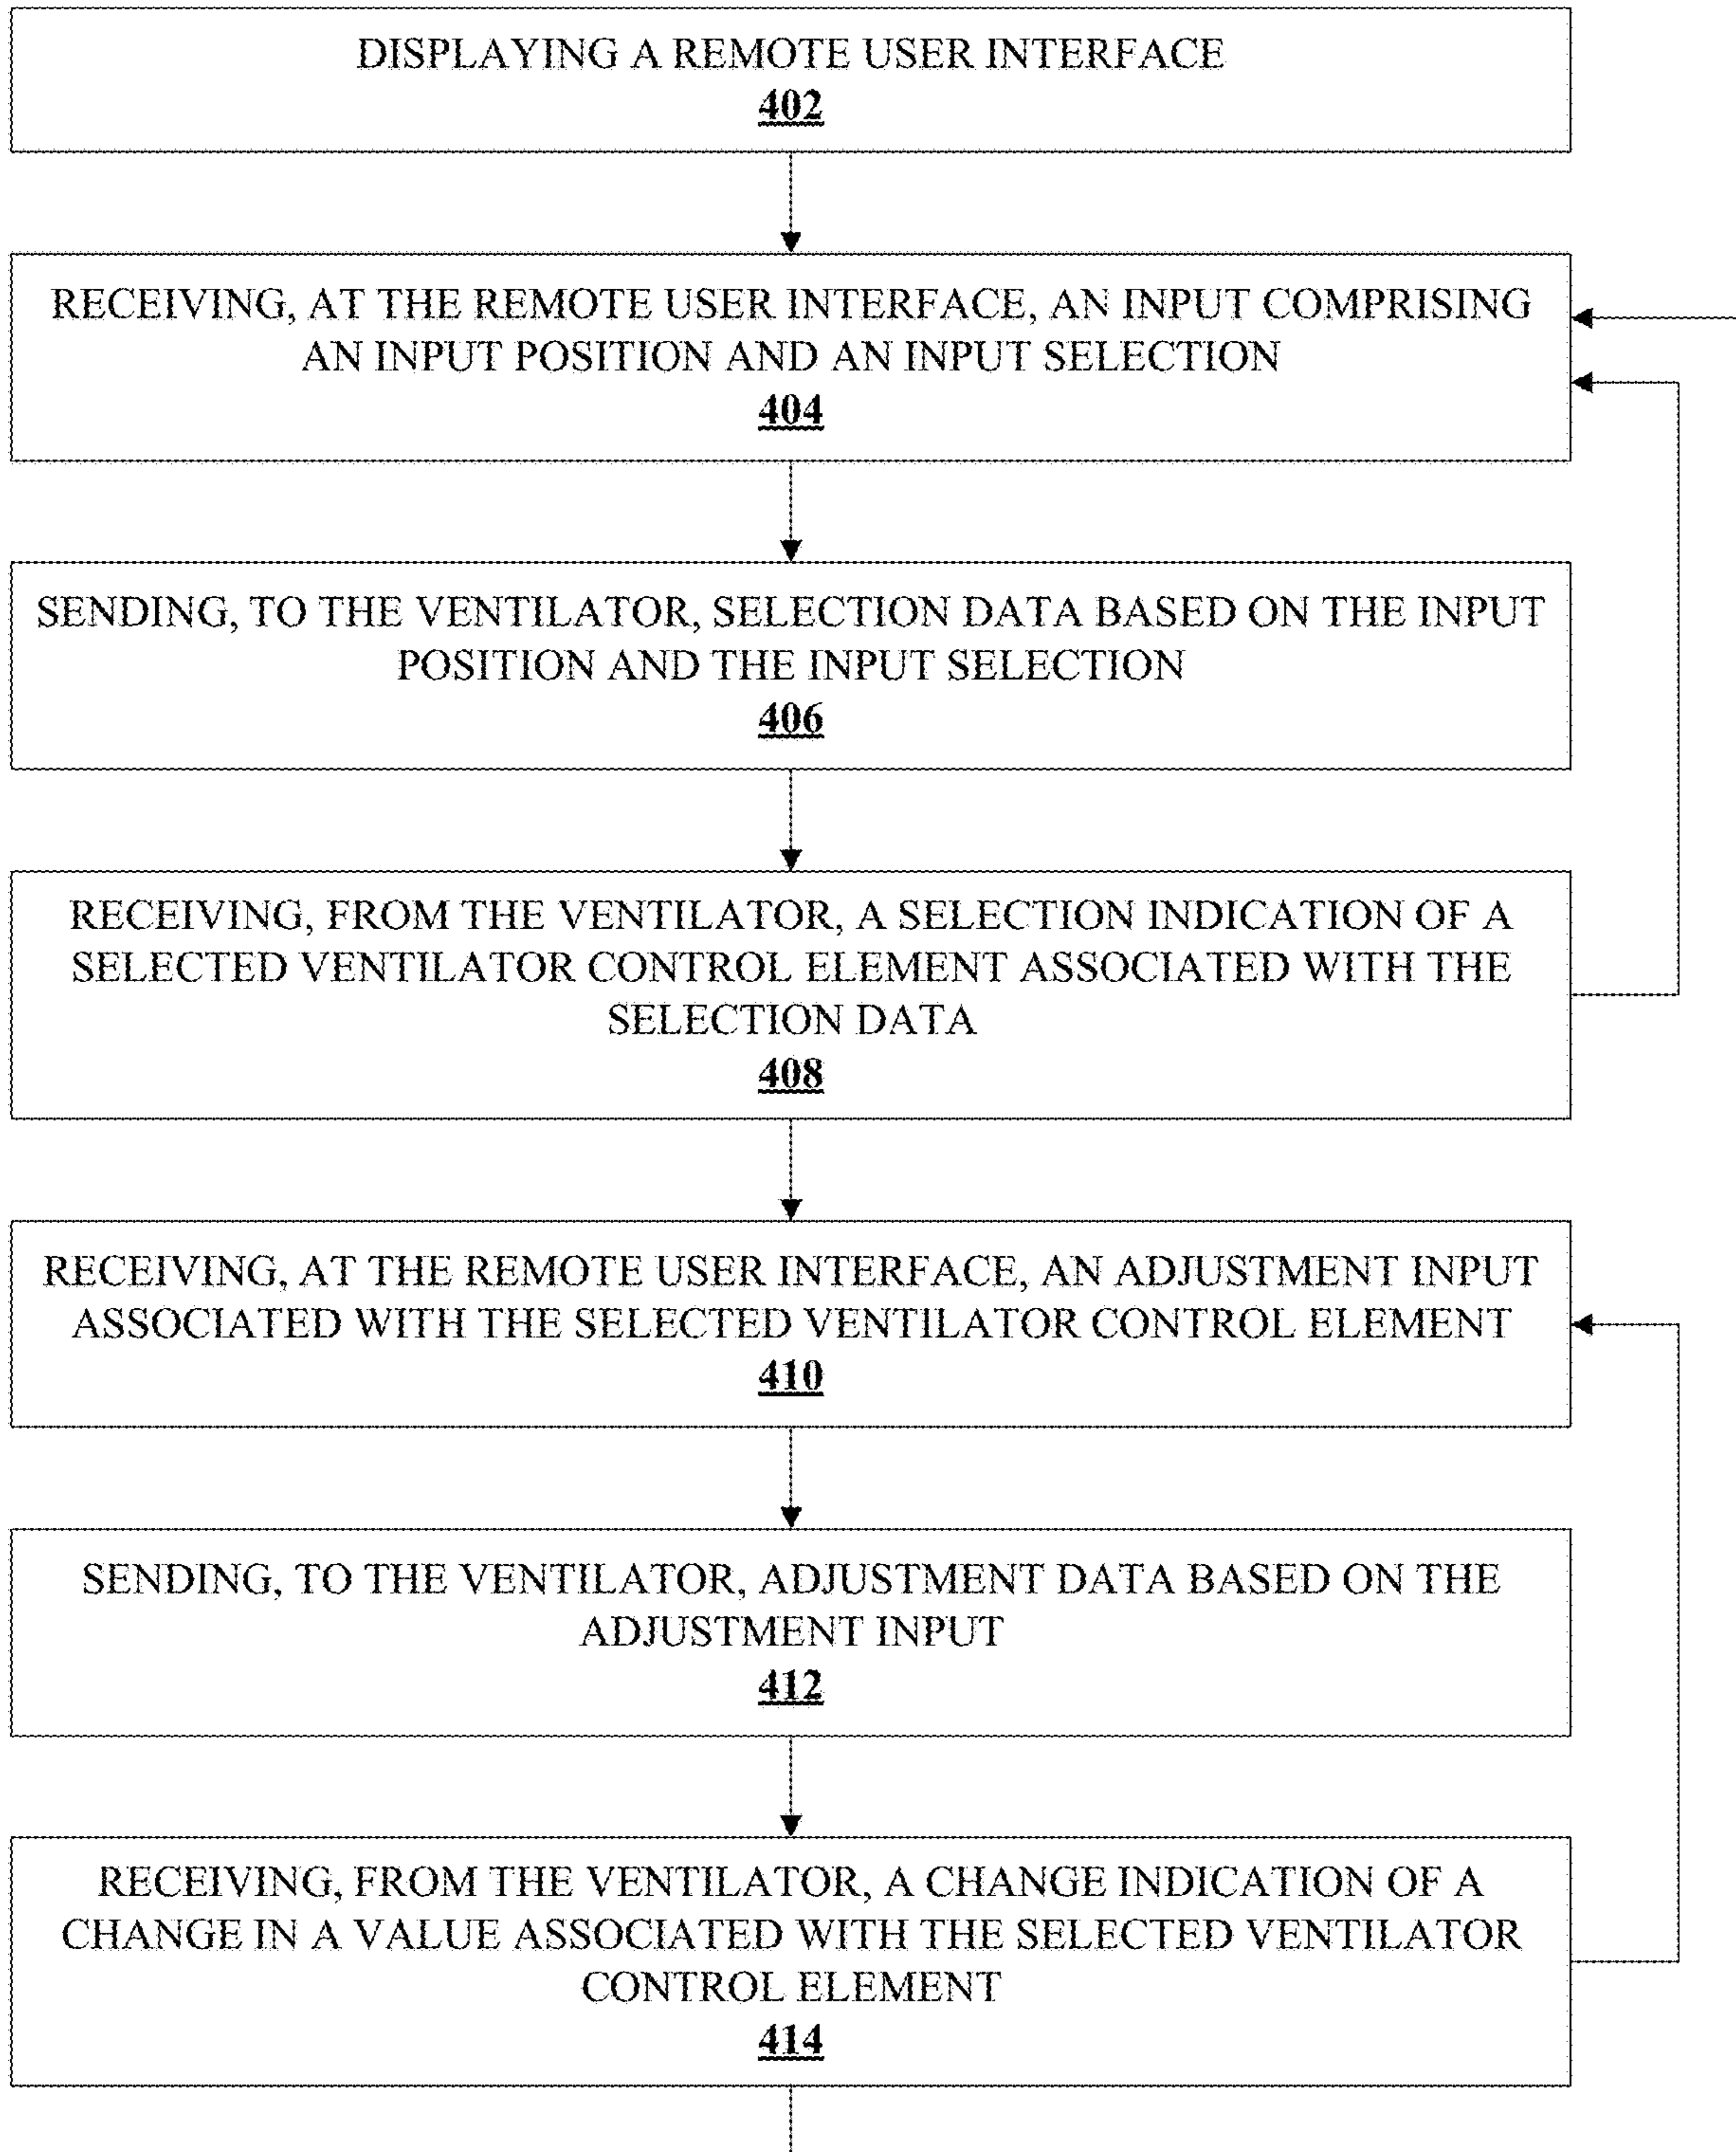 DISPLAYING A REMOTE USER INTERFACE
402
RECEIVING, AT THE REMOTE USER INTERFACE, AN INPUT COMPRISING
AN INPUT POSITION AND AN INPUT SELECTION
404
SENDING, TO THE VENTILATOR, SELECTION DATA BASED ON THE INPUT
POSITION AND THE INPUT SELECTION
406
RECEIVING, FROM THE VENTILATOR, A SELECTION INDICATION OF A
SELECTED VENTILATOR CONTROL ELEMENT ASSOCIATED WITH THE
SELECTION DATA
408
RECEIVING, AT THE REMOTE USER INTERFACE, AN ADJUSTMENT INPUT
ASSOCIATED WITH THE SELECTED VENTILATOR CONTROL ELEMENT
410
SENDING, TO THE VENTILATOR, ADJUSTMENT DATA BASED ON THE
ADJUSTMENT INPUT
412
RECEIVING, FROM THE VENTILATOR, A CHANGE INDICATION OF A
CHANGE IN A VALUE ASSOCIATED WITH THE SELECTED VENTILATOR
CONTROL ELEMENT
414